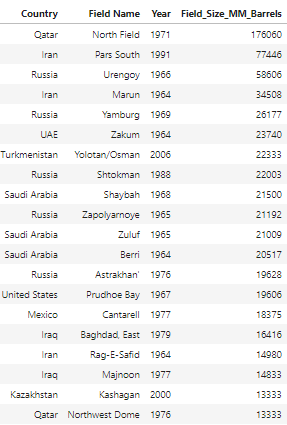 Country Field Name Year Field_Size_MM_Barrels
Qatar North Field 1971 176060
Iran Pars South 1991 77446
Russia Urengoy 1966 58606
Iran Marun 1964 34508
Russia Yamburg 1969 26177
UAE Zakum 1964 23740
Turkmenistan Yolotan/Osman 2006 22333
Russia Shtokman 1988 22003
Saudi Arabia Shaybah 1968 21500
Russia Zapolyarnoye 1965 21192
Saudi Arabia Zuluf 1965 21009
Saudi Arabia Berri 1964 20517
Russia Astrakhan' 1976 19628
United States Prudhoe Bay 1967 19606
Mexico Cantarell 1977 18375
Iraq Baghdad, East 1979 16416
Iran Rag-E-Safid 1964 14980
Iraq Majnoon 1977 14833
Kazakhstan Kashagan 2000 13333
Qatar Northwest Dome 1976 13333